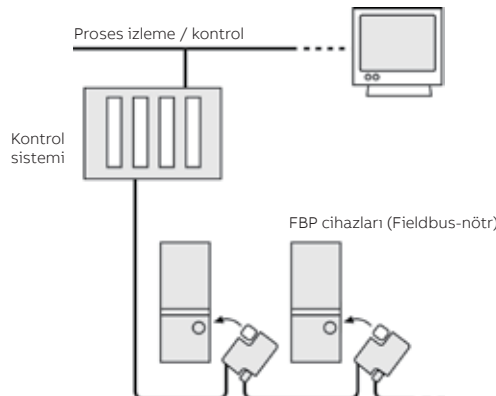 Proses izleme / kontrol
Kontrol
sistemi
FBP cihazları (Fieldbus-nötr)